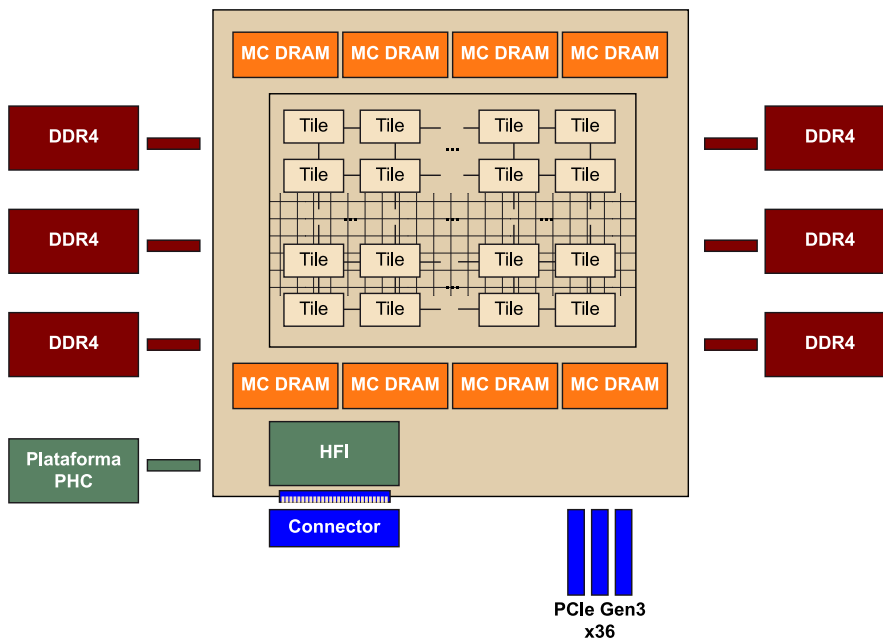 MC DRAM MC DRAM MC DRAM MC DRAM
DDR4
DDR4
Tile Tile Tile Tile
...
Tile Tile Tile Tile
DDR4
DDR4
... ... ...
Tile Tile Tile Tile
...
Tile Tile Tile Tile
DDR4
DDR4
MC DRAM MC DRAM MC DRAM MC DRAM
Plataforma
PHC
HFI
Connector
PCIe Gen3
x36